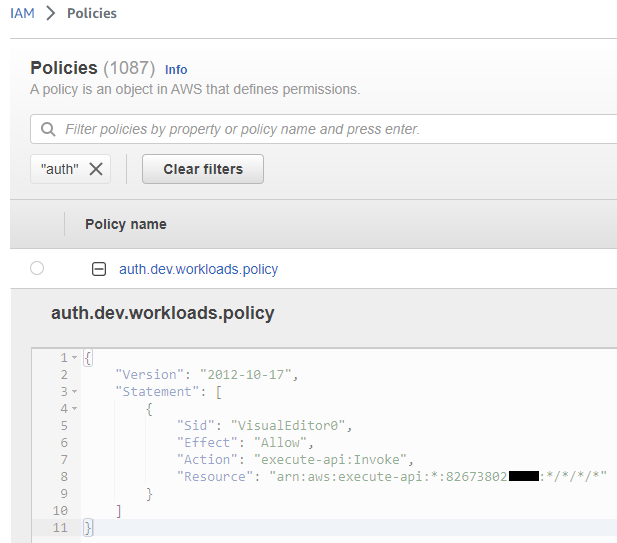 IAM > Policies
Policies (1087) Info
A policy is an object in AWS that defines permissions.
Filter policies by property or policy name and press enter.
"auth" X Clear filters
Policy name
auth.dev.workloads.policy
auth.dev.workloads.policy
1 {
2 "Version": "2012-10-17",
3 "Statement": [
4 {
5 "Sid": "VisualEditor0",
6 "Effect": "Allow",
7 "Action": "execute-api:Invoke",
8 "Resource": "arn:aws:execute-api:*:82673802 :*/*/*/*"
9 }
10 ]
11 }